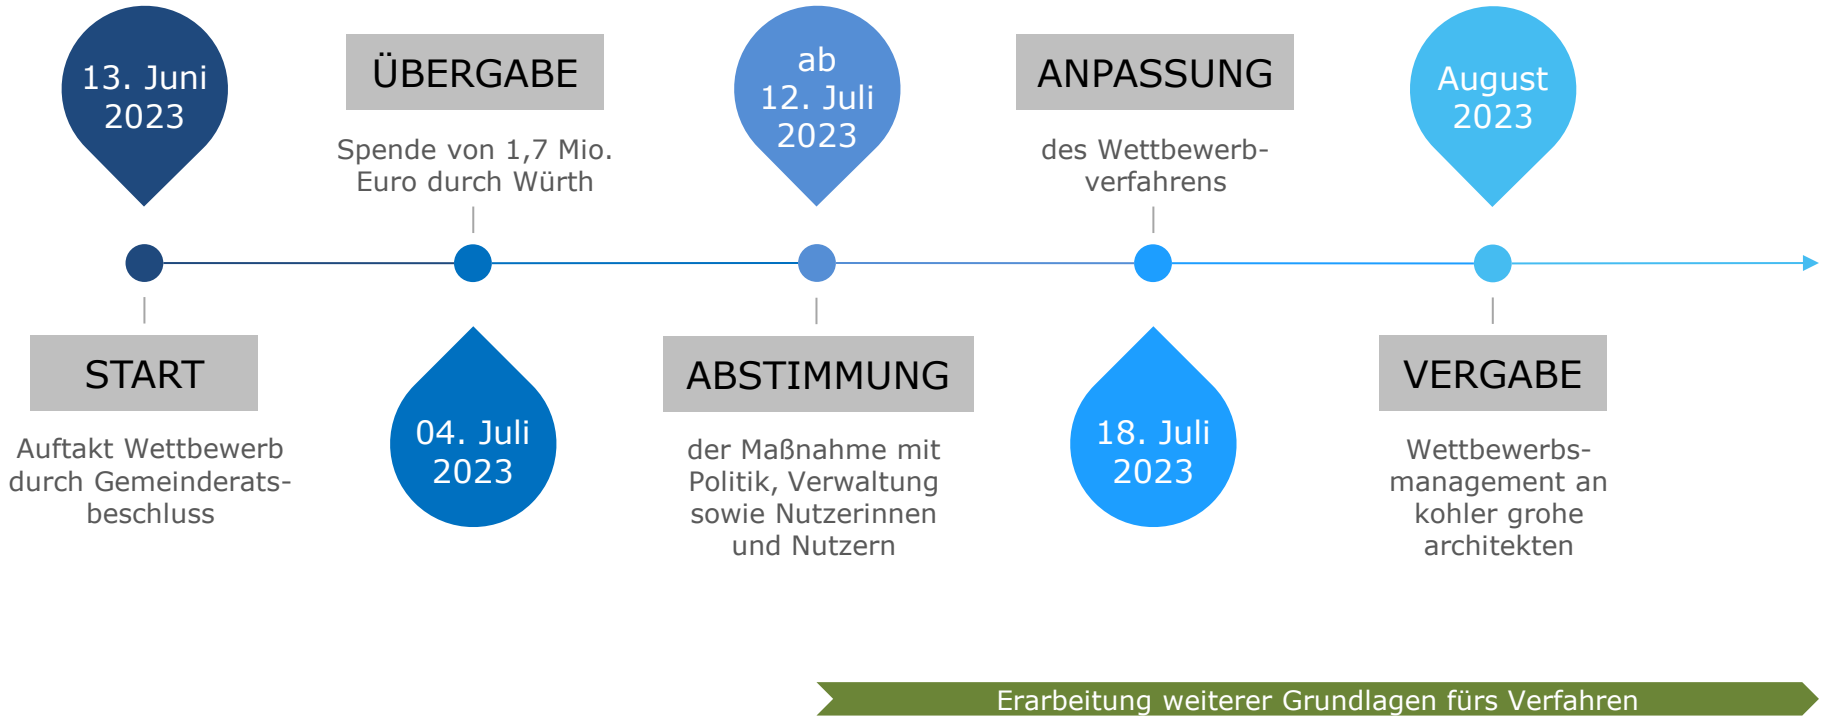 13. Juni
2023
START
Auftakt Wettbewerb
durch Gemeinderats-
beschluss
ÜBERGABE
Spende von 1,7 Mio.
Euro durch Würth
04. Juli
2023
ab
12. Juli
2023
ABSTIMMUNG
der Maßnahme mit
Politik, Verwaltung
sowie Nutzerinnen
und Nutzern
ANPASSUNG
des Wettbewerb-
verfahrens
18. Juli
2023
August
2023
VERGABE
Wettbewerbs-
management an
kohler grohe
architekten
Erarbeitung weiterer Grundlagen fürs Verfahren